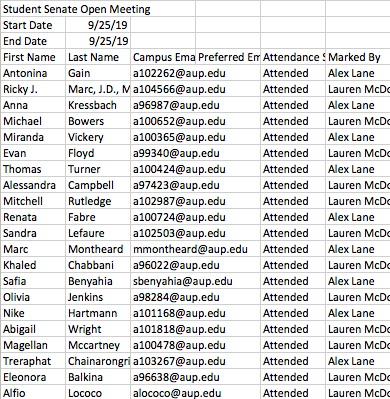 Student Senate Open Meeting
Start Date 9/25/19
End Date 9/25/19
First Name Last Name Campus Ema Preferred Em Attendance S Marked By
Antonina Gain a102262@aup.edu Attended Alex Lane
Ricky J. Marc, J.D., M a104566@aup.edu Attended Lauren McDo
Anna Kressbach a96987@aup.edu Attended Alex Lane
Michael Bowers a100652@aup.edu Attended Lauren McDo
Miranda Vickery a100365@aup.edu Attended Lauren McDo
Evan Floyd a99340@aup.edu Attended Lauren McDo
Thomas Turner a100424@aup.edu Attended Alex Lane
Alessandra Campbell a97423@aup.edu Attended Lauren McDo
Mitchell Rutledge a102987@aup.edu Attended Lauren McDo
Renata Fabre a100724@aup.edu Attended Alex Lane
Sandra Lefaure a102503@aup.edu Attended Lauren McDo
Marc Montheard mmontheard@aup.edu Attended Alex Lane
Khaled Chabbani a96022@aup.edu Attended Lauren McDo
Safia Benyahia sbenyahia@aup.edu Attended Alex Lane
Olivia Jenkins a98284@aup.edu Attended Lauren McDo
Nike Hartmann a101168@aup.edu Attended Alex Lane
Abigail Wright a101818@aup.edu Attended Lauren McDo
Magellan Mccartney a100478@aup.edu Attended Alex Lane
Treraphat Chainarongri a103267@aup.edu Attended Alex Lane
Eleonora Balkina a96638@aup.edu Attended Lauren McDo
Alfio Lococo alococo@aup.edu Attended Lauren McDo